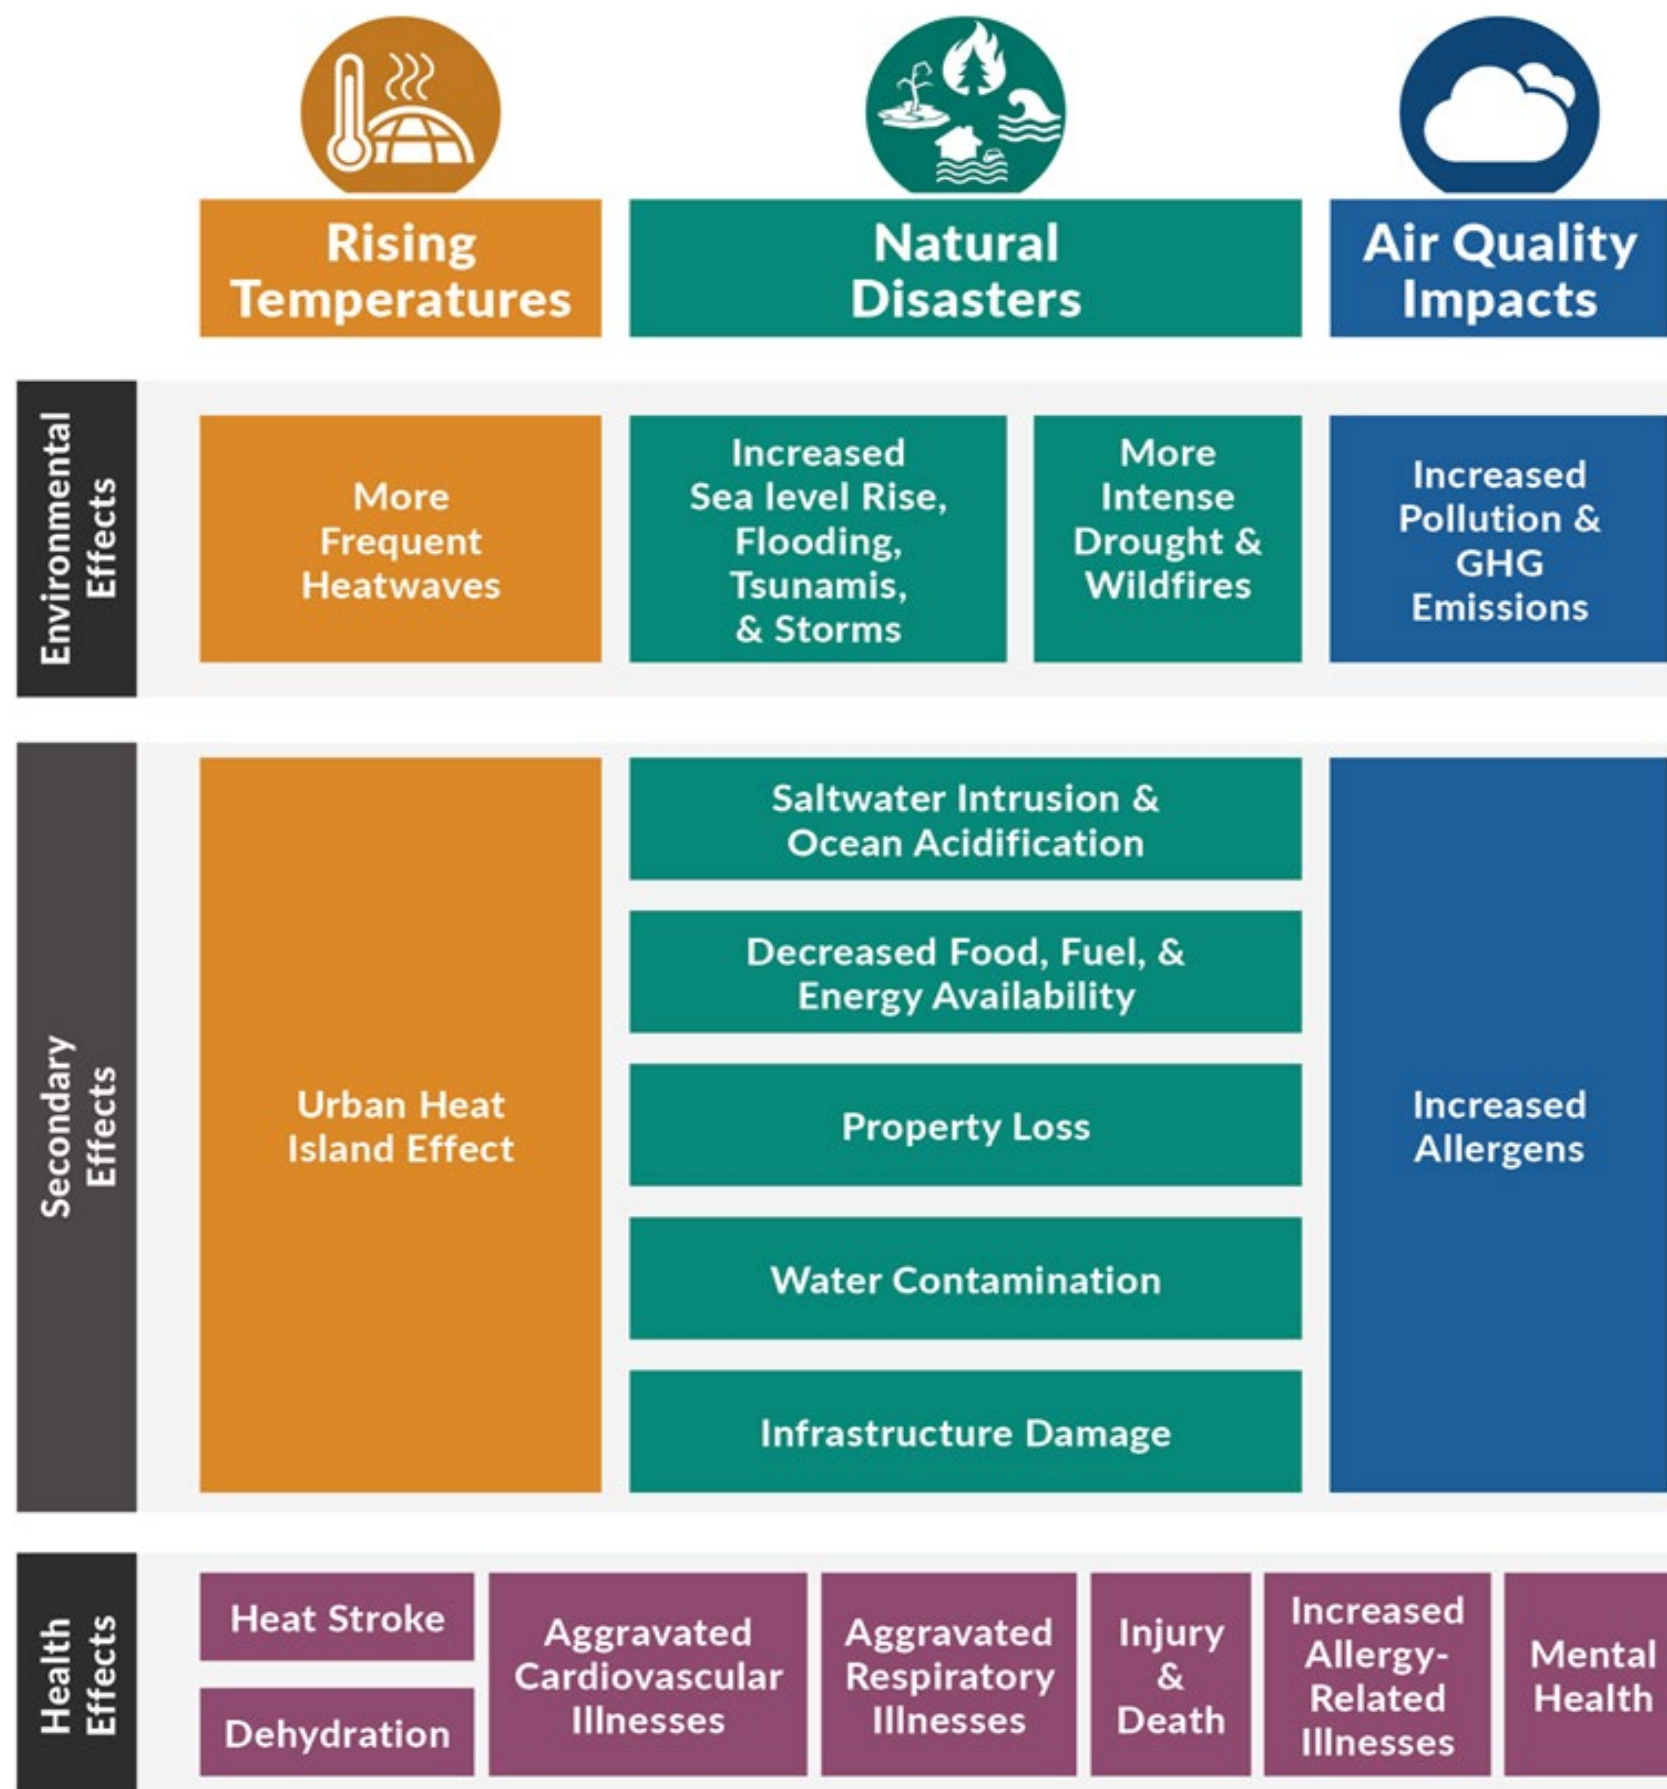 Rising
Temperatures
Natural
Disasters
Air Quality
Impacts
Environmental
Effects
More
Frequent
Heatwaves
Increased
Sea level Rise,
Flooding,
Tsunamis,
& Storms
More
Intense
Drought &
Wildfires
Increased
Pollution &
GHG
Emissions
Secondary
Effects
Urban Heat
Island Effect
Saltwater Intrusion &
Ocean Acidification
Decreased Food, Fuel, &
Energy Availability
Property Loss
Water Contamination
Infrastructure Damage
Increased
Allergens
Health
Effects
Heat Stroke
Dehydration
Aggravated
Cardiovascular
Illnesses
Aggravated
Respiratory
Illnesses
Injury
&
Death
Increased
Allergy-
Related
Illnesses
Mental
Health